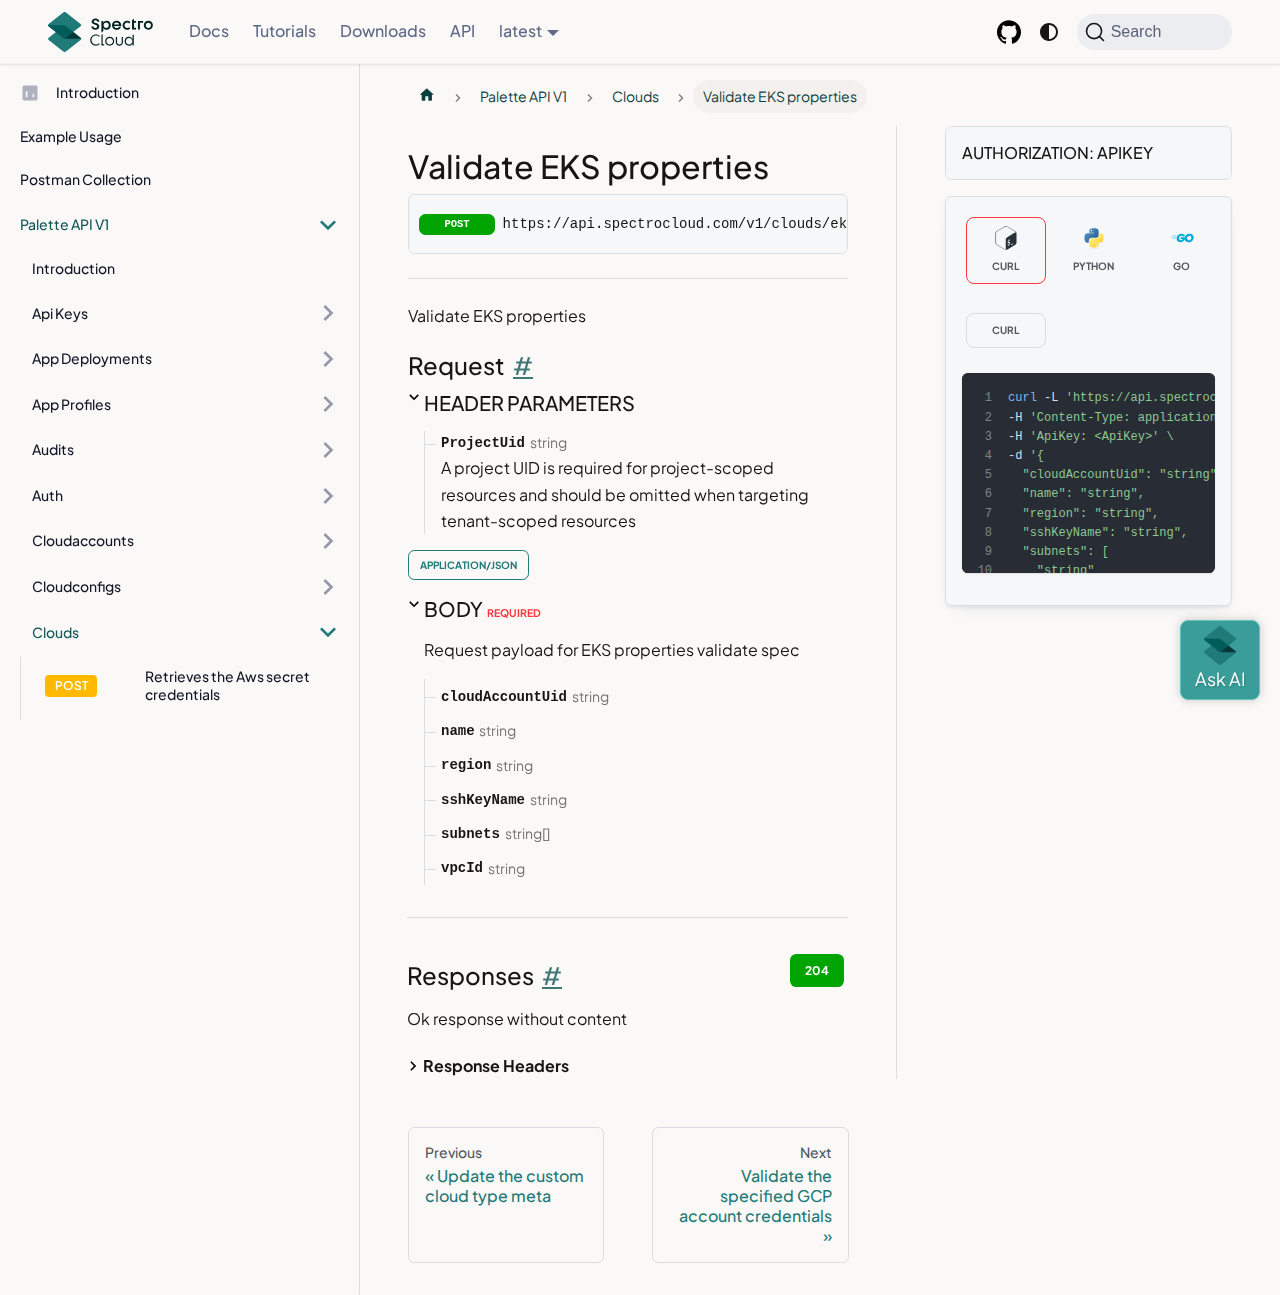 Spectro Cloud
Docs
Tutorials
Downloads
API
latest
Search
Introduction
Example Usage
Postman Collection
Palette API V1
Introduction
Api Keys
App Deployments
App Profiles
Audits
Auth
Cloudaccounts
Cloudconfigs
Clouds
POST
Retrieves the Aws secret
credentials
Palette API V1
Clouds
Validate EKS properties
Validate EKS properties
POST
https://api.spectrocloud.com/v1/clouds/ek
Validate EKS properties
Request #
HEADER PARAMETERS
ProjectUid string
A project UID is required for project-scoped
resources and should be omitted when targeting
tenant-scoped resources
APPLICATION/JSON
BODY REQUIRED
Request payload for EKS properties validate spec
cloudAccountUid string
name string
region string
sshKeyName string
subnets string[]
vpcId string
Responses #
204
Ok response without content
Response Headers
Previous
« Update the custom
cloud type meta
Next
Validate the
specified GCP
account credentials
»
AUTHORIZATION: APIKEY
CURL
PYTHON
GO
GO
CURL
1 curl -L 'https://api.spectroc
2 -H 'Content-Type: application
3 -H 'ApiKey: <ApiKey>' \
4 -d '{
5 "cloudAccountUid": "string"
6 "name": "string",
7 "region": "string",
8 "sshKeyName": "string",
9 "subnets": [
10 "string"
Ask AI